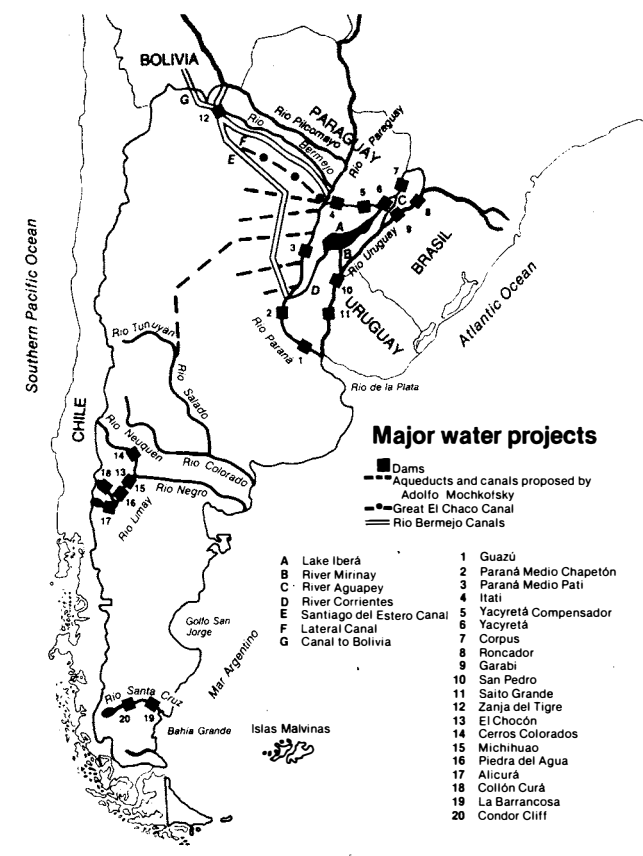 BOLIVIA
G
12
Rio Pilcomayo
PARAGUAY
Rio Bermejo
Rio Paraguay
F
E
7
6
5
C
8
4
9
A
B
Rio Uruguay
BRASIL
3
D
10
2
11
URUGUAY
Rio Paraná
1
Atlantic Ocean
Southern Pacific Ocean
Rio de la Plata
Rio Tunuyan
Rio Salado
CHILE
Rio Neuquen
14
Rio Colorado
13
18
15
16
17
Rio Negro
Rio Limay
Golfo San
Jorge
Mar Argentino
Rio Santa Cruz
20
19
Bahia Grande
Islas Malvinas
Major water projects
Dams
Aqueducts and canals proposed by
Adolfo Mochkofsky
Great El Chaco Canal
Rio Bermejo Canals
A Lake Iberá
B River Mirinay
C River Aguapey
D River Corrientes
E Santiago del Estero Canal
F Lateral Canal
G Canal to Bolivia
1 Guazú
2 Paraná Medio Chapetón
3 Paraná Medio Pati
4 Itati
5 Yacyretá Compensador
6 Yacyretá
7 Corpus
8 Roncador
9 Garabi
10 San Pedro
11 Saito Grande
12 Zanja del Tigre
13 El Chocón
14 Cerros Colorados
15 Michihuao
16 Piedra del Agua
17 Alicurá
18 Collón Curá
19 La Barrancosa
20 Condor Cliff